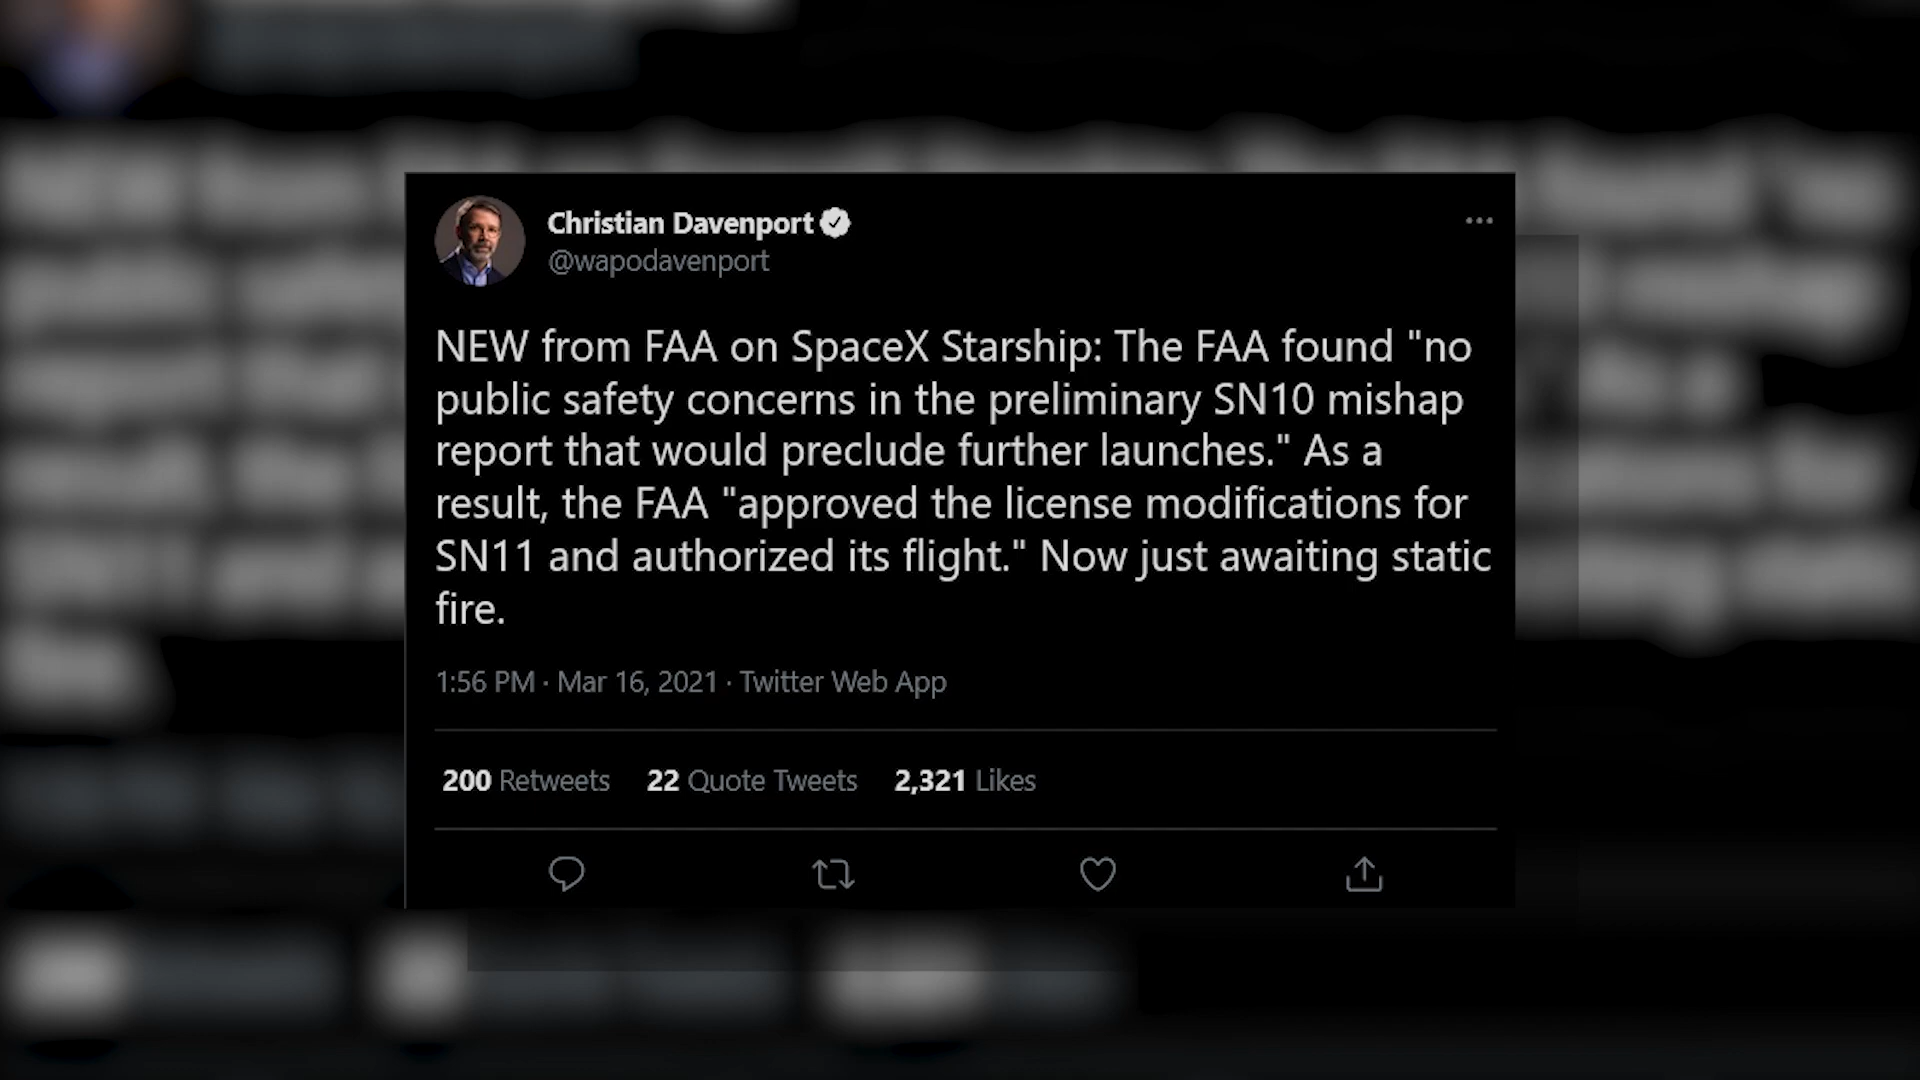 Christian Davenport
@wapodavenport
NEW from FAA on SpaceX Starship: The FAA found "no
public safety concerns in the preliminary SN10 mishap
report that would preclude further launches." As a
result, the FAA "approved the license modifications for
SN11 and authorized its flight." Now just awaiting static
fire.
1:56 PM · Mar 16, 2021 · Twitter Web App
200 Retweets 22 Quote Tweets 2,321 Likes